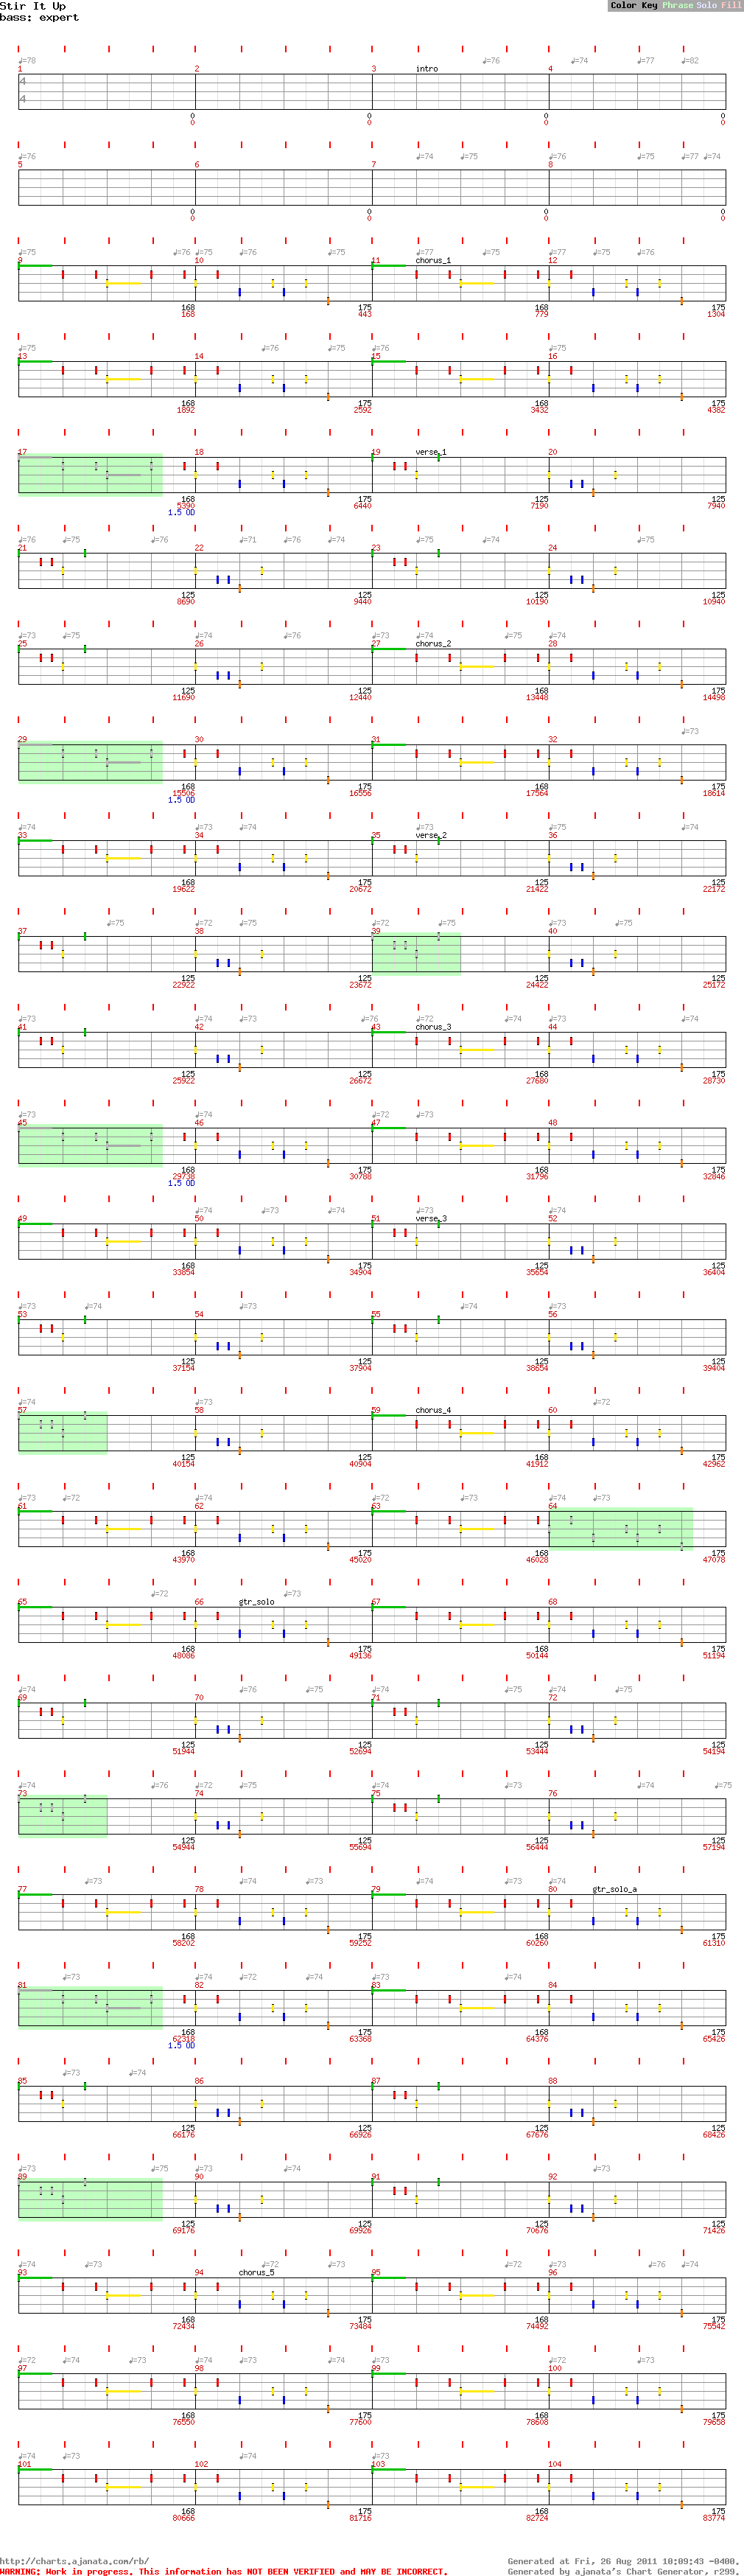 Stir It Up
Color Key Phrase Solo Fill
bass: expert
♩=78 ♩=76 ♩=74 ♩=77 ♩=82
1 2 3 intro 4
4
4
0 0 0 0
0 0 0 0
♩=76 ♩=74 ♩=75 ♩=76 ♩=75 ♩=77 ♩=74
5 6 7 8
0 0 0 0
0 0 0 0
♩=75 ♩=76 ♩=75 ♩=76 ♩=75 ♩=74 ♩=75 ♩=77 ♩=75 ♩=76
9 10 11 chorus_1 12
168 175 168 175
168 443 779 1304
♩=75 ♩=76 ♩=75 ♩=76 ♩=75
13 14 15 16
168 175 168 175
1892 2592 3432 4382
17 18 19 verse_1 20
168 175 125 125
5390 6440 7190 7940
1.5 OD
♩=76 ♩=75 ♩=76 ♩=71 ♩=76 ♩=74 ♩=75 ♩=74 ♩=75
21 22 23 24
125 125 125 125
8690 9440 10190 10940
♩=73 ♩=75 ♩=74 ♩=76 ♩=73 ♩=74 ♩=75 ♩=74
25 26 27 chorus_2 28
125 125 168 175
11690 12440 13448 14498
♩=73
29 30 31 32
168 175 168 175
15506 16556 17564 18614
1.5 OD
♩=74 ♩=73 ♩=74 ♩=75 ♩=74
33 34 35 verse_2 36
168 175 125 125
19622 20672 21422 22172
♩=75 ♩=72 ♩=75 ♩=72 ♩=75 ♩=73 ♩=75
37 38 39 40
125 125 125 125
22922 23672 24422 25172
♩=73 ♩=74 ♩=73 ♩=76 ♩=72 ♩=74 ♩=73 ♩=74
41 42 43 chorus_3 44
125 125 168 175
25922 26672 27680 28730
♩=73 ♩=74 ♩=72 ♩=73
45 46 47 48
168 175 168 175
29738 30788 31796 32846
1.5 OD
♩=74 ♩=73 ♩=74 ♩=73 ♩=74
49 50 51 verse_3 52
168 175 125 125
33854 34904 35654 36404
♩=73 ♩=74 ♩=73 ♩=74 ♩=73
53 54 55 56
125 125 125 125
37154 37904 38654 39404
♩=74 ♩=73 ♩=72
57 58 59 chorus_4 60
125 125 168 175
40154 40904 41912 42962
♩=73 ♩=72 ♩=74 ♩=72 ♩=73 ♩=74 ♩=73
61 62 63 64
168 175 168 175
43970 45020 46028 47078
♩=72 ♩=73
65 66 gtr_solo 67 68
168 175 168 175
48086 49136 50144 51194
♩=74 ♩=76 ♩=75 ♩=74 ♩=75 ♩=74 ♩=75
69 70 71 72
125 125 125 125
51944 52694 53444 54194
♩=74 ♩=76 ♩=72 ♩=75 ♩=74 ♩=73 ♩=74 ♩=75
73 74 75 76
125 125 125 125
54944 55694 56444 57194
♩=73 ♩=74 ♩=73 ♩=74 ♩=73 ♩=74
77 78 79 80 gtr_solo_a
168 175 168 175
58202 59252 60260 61310
♩=73 ♩=74 ♩=72 ♩=74 ♩=73 ♩=74
81 82 83 84
168 175 168 175
62318 63368 64376 65426
1.5 OD
♩=73 ♩=74
85 86 87 88
125 125 125 125
66176 66926 67676 68426
♩=73 ♩=75 ♩=73 ♩=74 ♩=73
89 90 91 92
125 125 125 125
69176 69926 70676 71426
♩=74 ♩=73 ♩=72 ♩=73 ♩=72 ♩=73 ♩=76 ♩=74
93 94 chorus_5 95 96
168 175 168 175
72434 73484 74492 75542
♩=72 ♩=74 ♩=73 ♩=74 ♩=73 ♩=74 ♩=73 ♩=72 ♩=73
97 98 99 100
168 175 168 175
76550 77600 78608 79658
♩=74 ♩=73 ♩=74 ♩=73
101 102 103 104
168 175 168 175
80666 81716 82724 83774
http://charts.ajanata.com/rb/
Generated at Fri, 26 Aug 2011 10:09:43 -0400.
WARNING: Work in progress. This information has NOT BEEN VERIFIED and MAY BE INCORRECT.
Generated by ajanata's Chart Generator, r299.